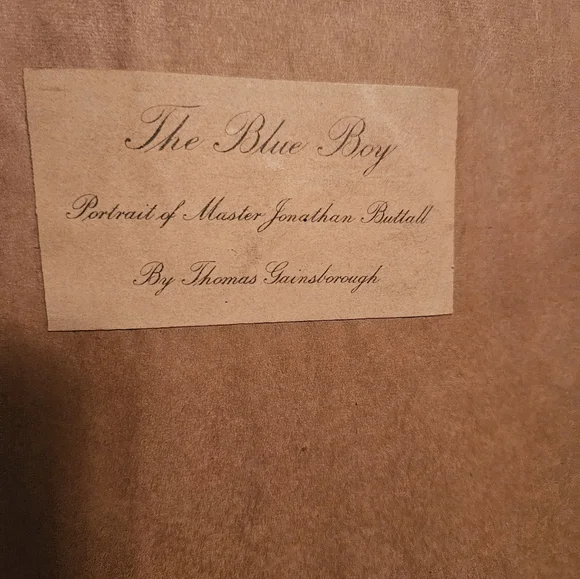 The Blue Boy
Portrait of Master Jonathan Buttall
By Thomas Gainsborough